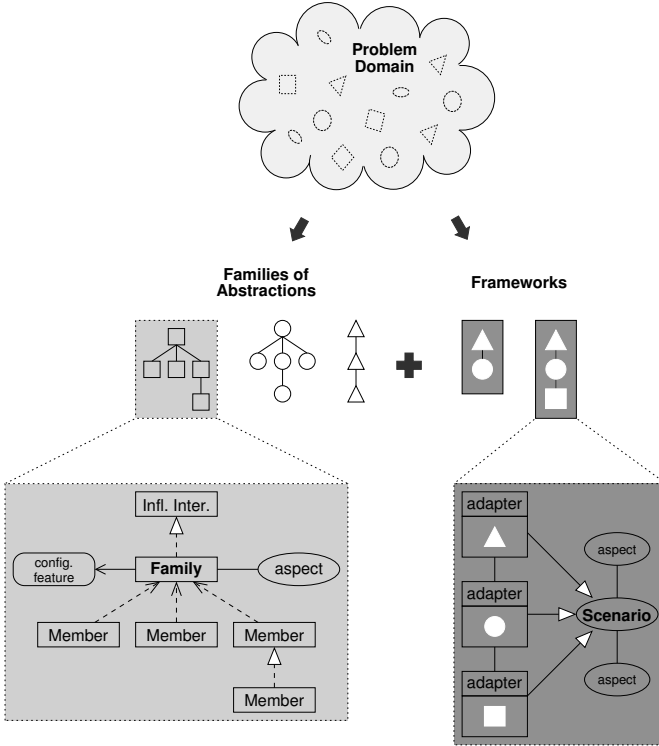 Problem
Domain
Families of
Abstractions
Frameworks
Infl. Inter.
config.
feature
Family
aspect
Member
Member
Member
Member
adapter
adapter
adapter
aspect
Scenario
aspect